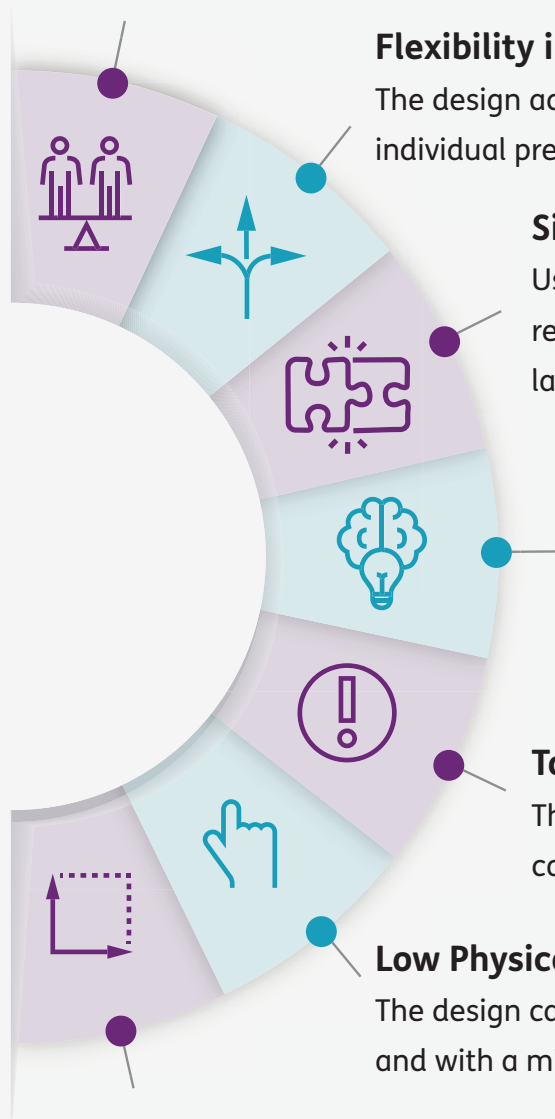 Flexibility i
The design ac
individual pre
Si
Us
re
la
To
Th
co
Low Physica
The design ca
and with a m